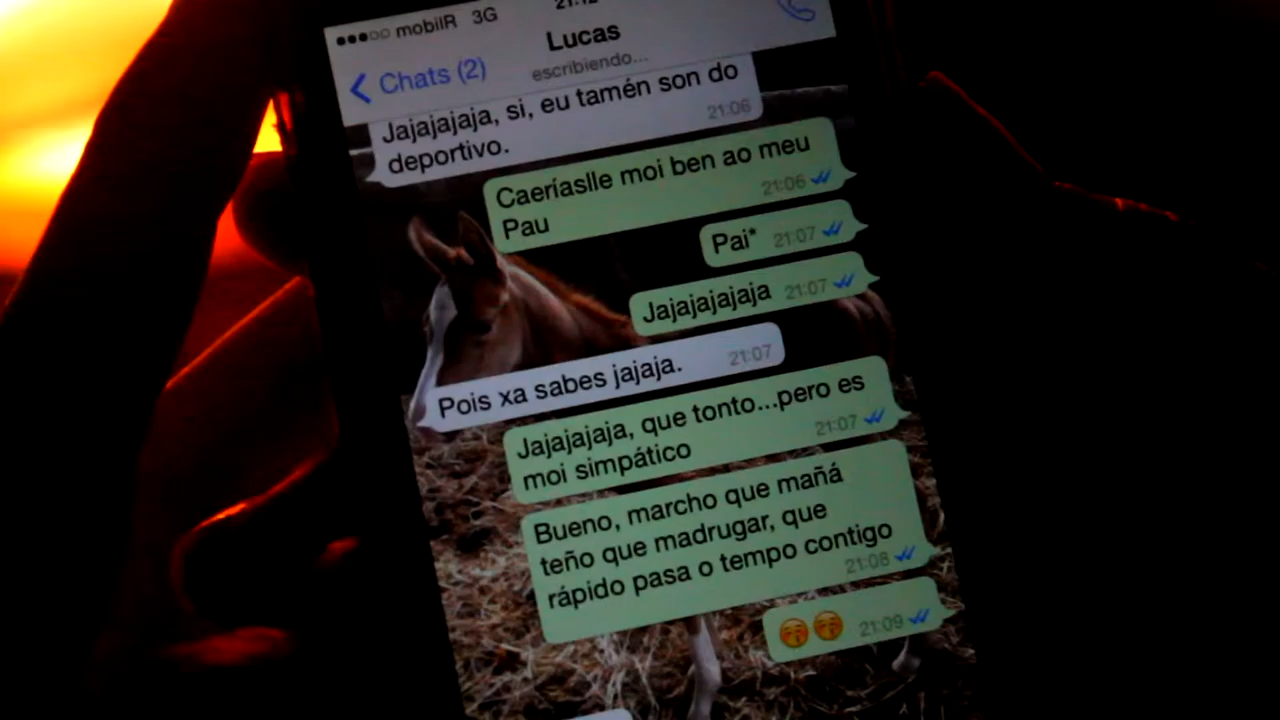 mobilR 3G 21:12
Chats (2)
Lucas
escribiendo...
Jajajajaja, si, eu tamén son do
deportivo.
21:06
Caeríaslle moi ben ao meu
Pau
21:06
Pai*
21:07
Jajajajajaja
21:07
Pois xa sabes jajaja.
21:07
Jajajajaja, que tonto...pero es
moi simpático
21:07
Bueno, marcho que mañá
teño que madrugar, que
rápido pasa o tempo contigo
21:08
21:09